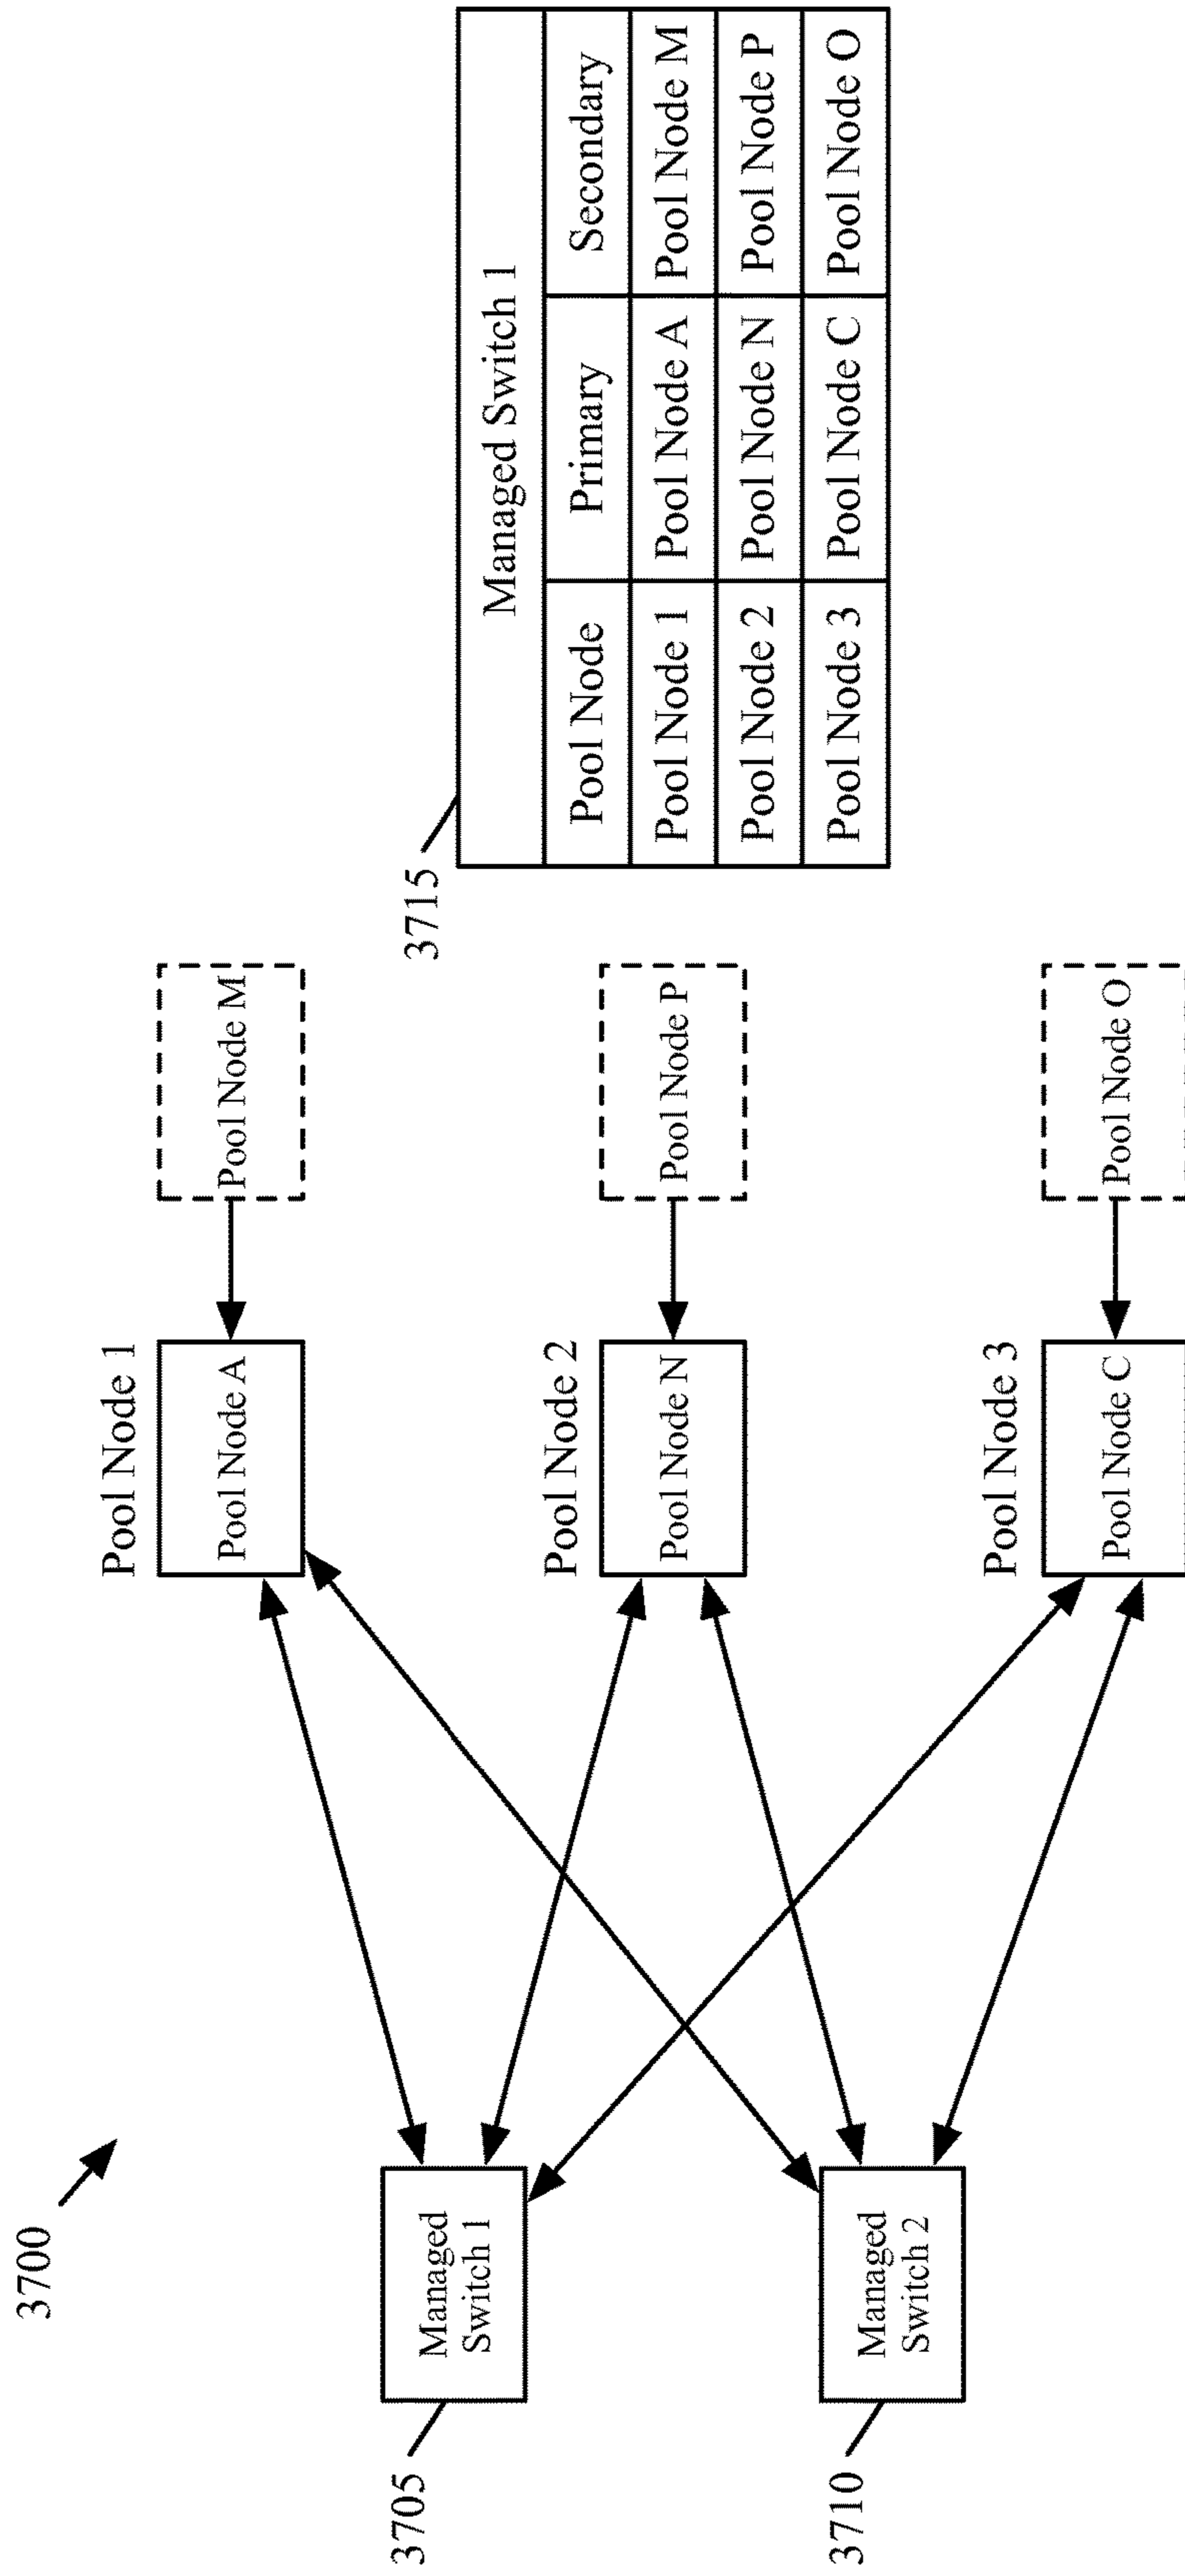 3700
3705
Managed
Switch 1
3710
Managed
Switch 2
Pool Node 1
Pool Node A
Pool Node M
Pool Node 2
Pool Node N
Pool Node P
Pool Node 3
Pool Node C
Pool Node O
3715
Managed Switch 1
Pool Node Primary Secondary
Pool Node 1 Pool Node A Pool Node M
Pool Node 2 Pool Node N Pool Node P
Pool Node 3 Pool Node C Pool Node O